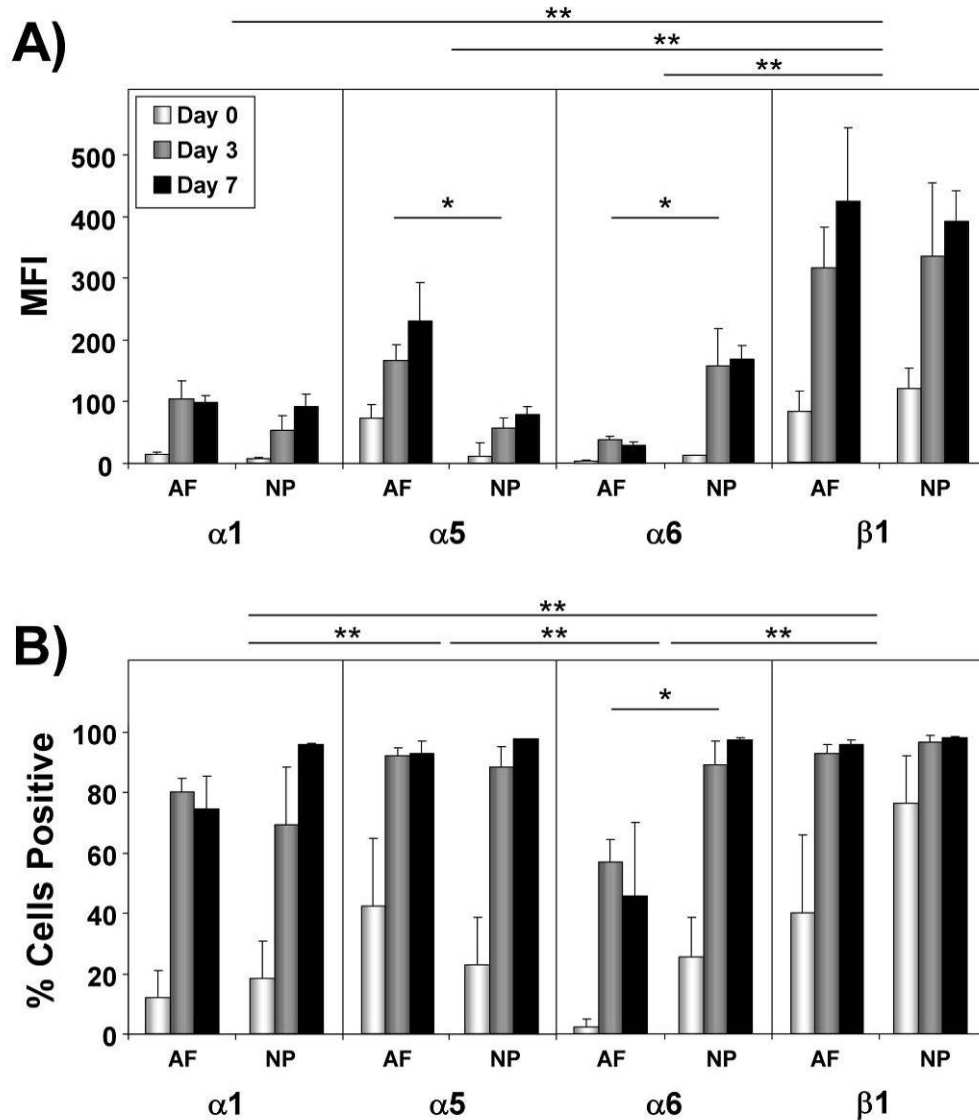 A)
**
**
**
Day 0
Day 3
Day 7
MFI
500
400
300
200
100
0
*
*
AF NP AF NP AF NP AF NP
α1 α5 α6 β1
B)
**
** ** **
% Cells Positive
100
80
60
40
20
0
*
AF NP AF NP AF NP AF NP
α1 α5 α6 β1